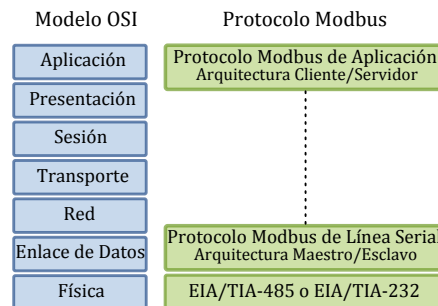 Modelo OSI
Protocolo Modbus
Aplicación
Protocolo Modbus de Aplicación
Arquitectura Cliente/Servidor
Presentación
Sesión
Transporte
Red
Enlace de Datos
Protocolo Modbus de Línea Serial
Arquitectura Maestro/Esclavo
Física
EIA/TIA-485 o EIA/TIA-232